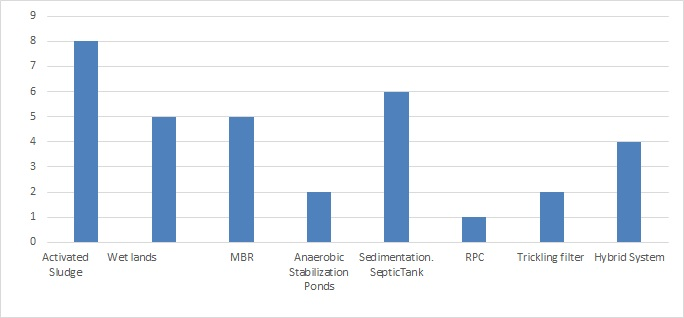 9
8
7
6
5
4
3
2
1
0
Activated
Sludge
Wet lands
MBR
Anaerobic
Stabilization
Ponds
Sedimentation.
SepticTank
RPC
Trickling filter
Hybrid System